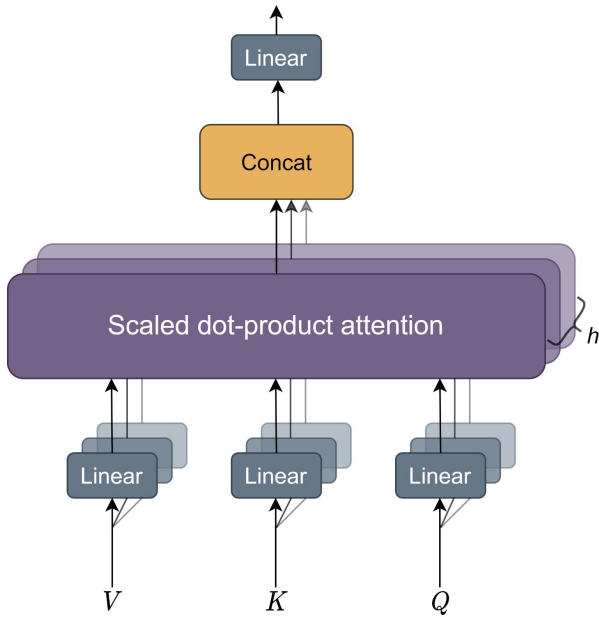 Linear
Concat
Scaled dot-product attention
h
Linear Linear Linear
V K Q